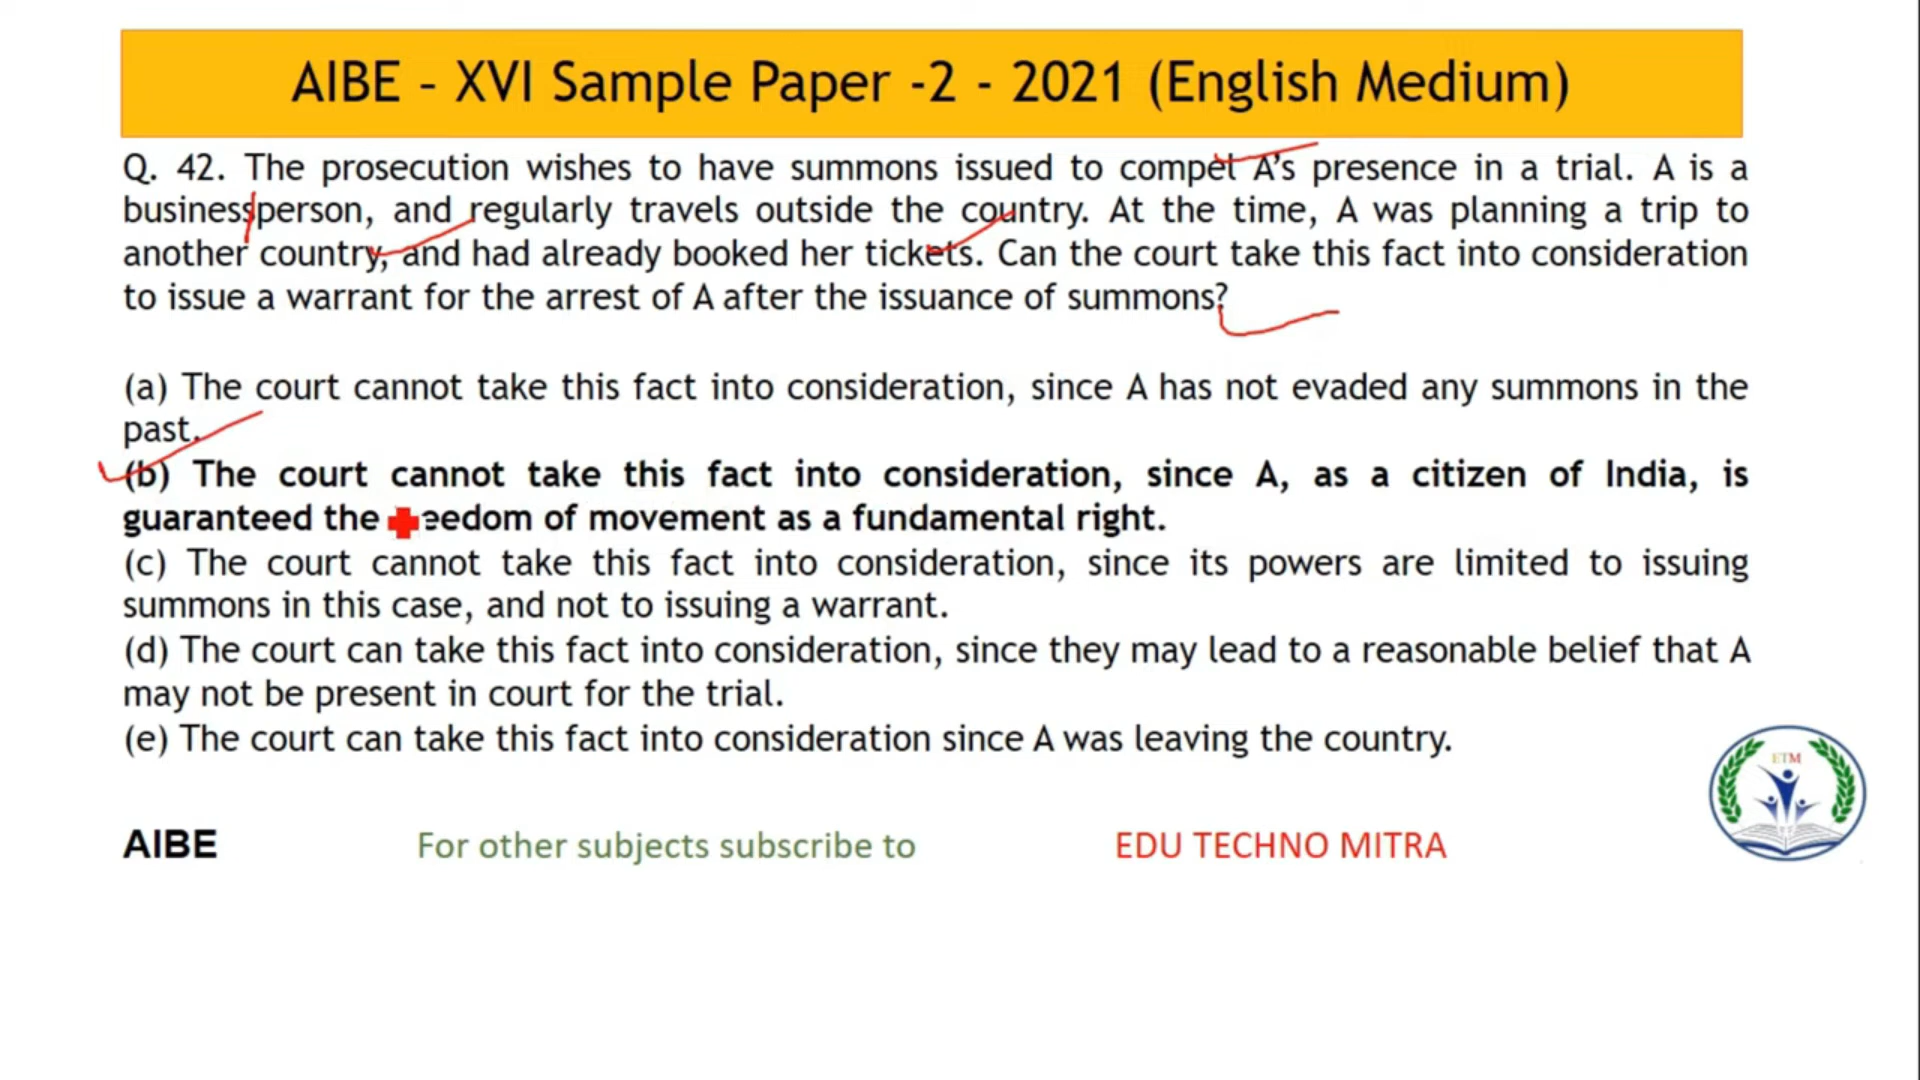 AIBE – XVI Sample Paper -2 - 2021 (English Medium)
Q. 42. The prosecution wishes to have summons issued to compel A's presence in a trial. A is a
business person, and regularly travels outside the country. At the time, A was planning a trip to
another country, and had already booked her tickets. Can the court take this fact into consideration
to issue a warrant for the arrest of A after the issuance of summons?
(a) The court cannot take this fact into consideration, since A has not evaded any summons in the
past.
(b) The court cannot take this fact into consideration, since A, as a citizen of India, is
guaranteed the freedom of movement as a fundamental right.
(c) The court cannot take this fact into consideration, since its powers are limited to issuing
summons in this case, and not to issuing a warrant.
(d) The court can take this fact into consideration, since they may lead to a reasonable belief that A
may not be present in court for the trial.
(e) The court can take this fact into consideration since A was leaving the country.
ETM
AIBE For other subjects subscribe to EDU TECHNO MITRA